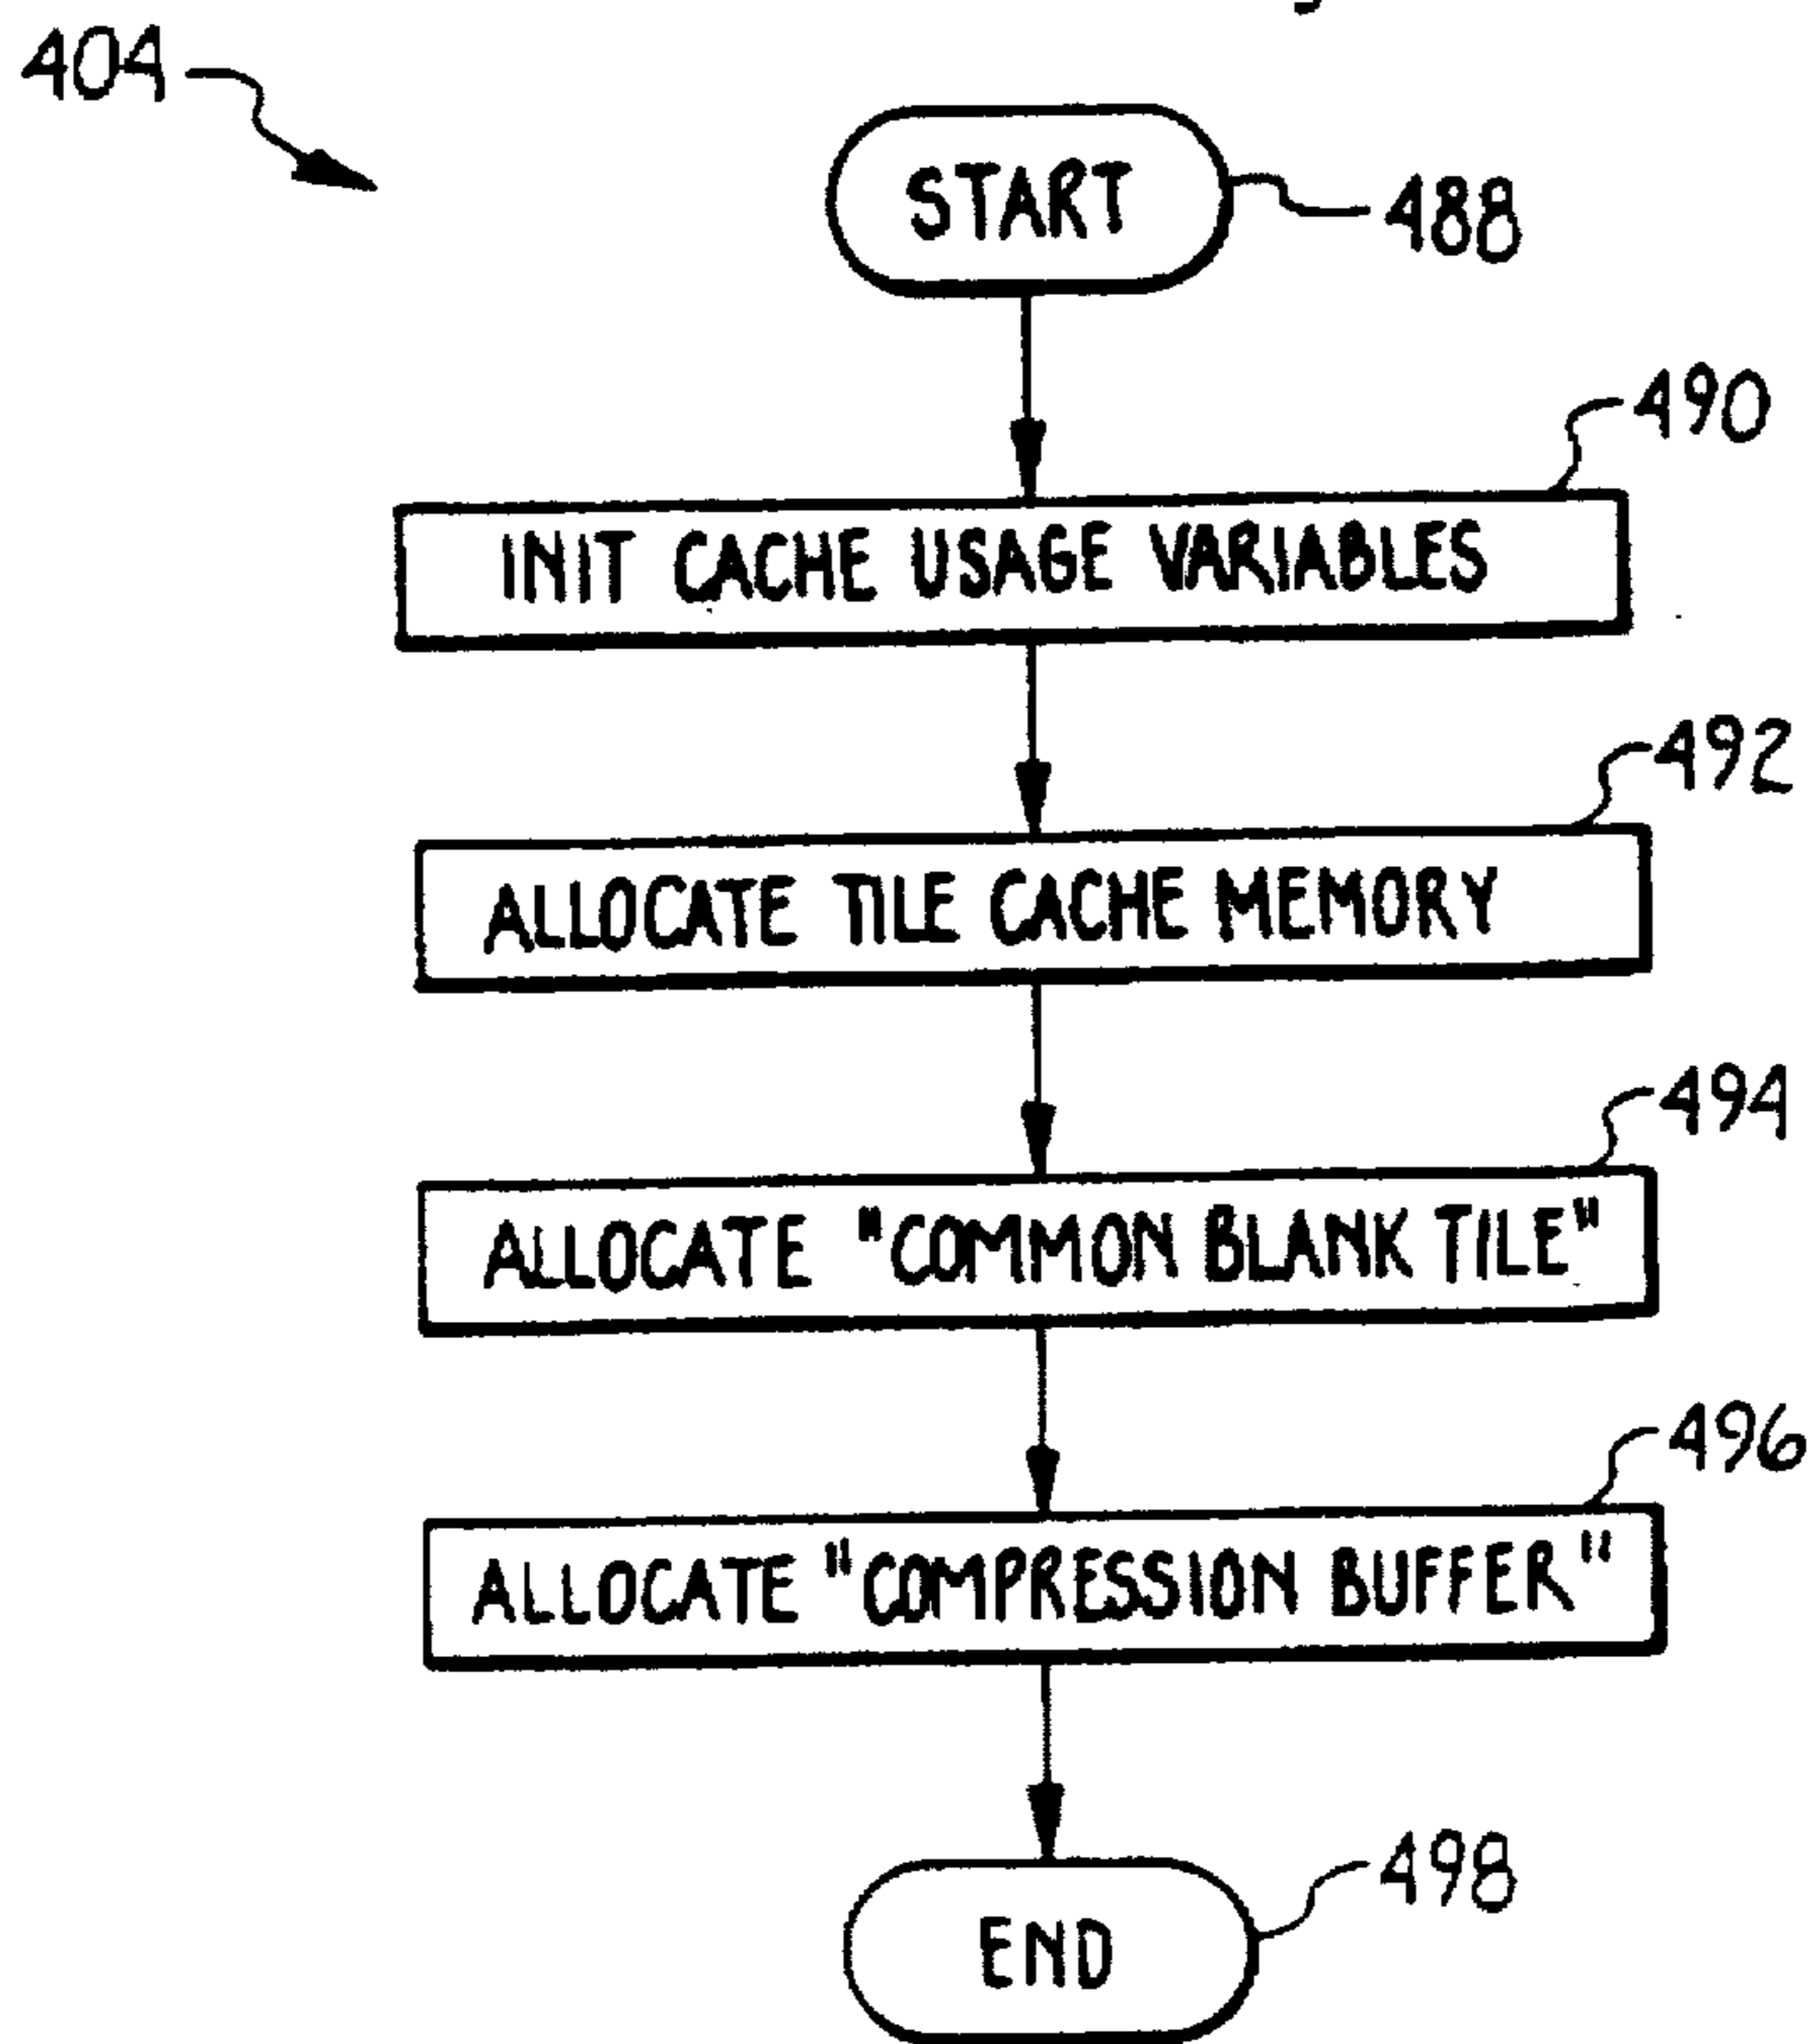 404
START
488
490
INIT CACHE USAGE VARIABLES
492
ALLOCATE TILE CACHE MEMORY
494
ALLOCATE "COMMON BLANK TILE"
496
ALLOCATE "COMPRESSION BUFFER"
498
END